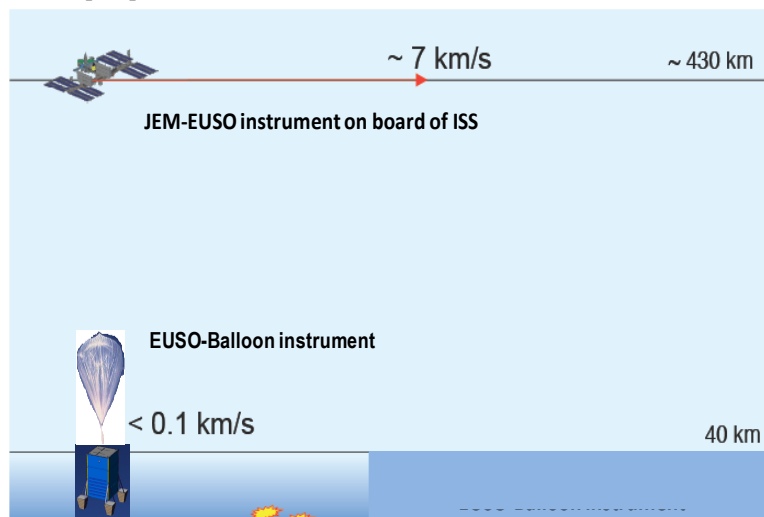 ~ 7 km/s
~ 430 km
JEM-EUSO instrument on board of ISS
EUSO-Balloon instrument
< 0.1 km/s
40 km